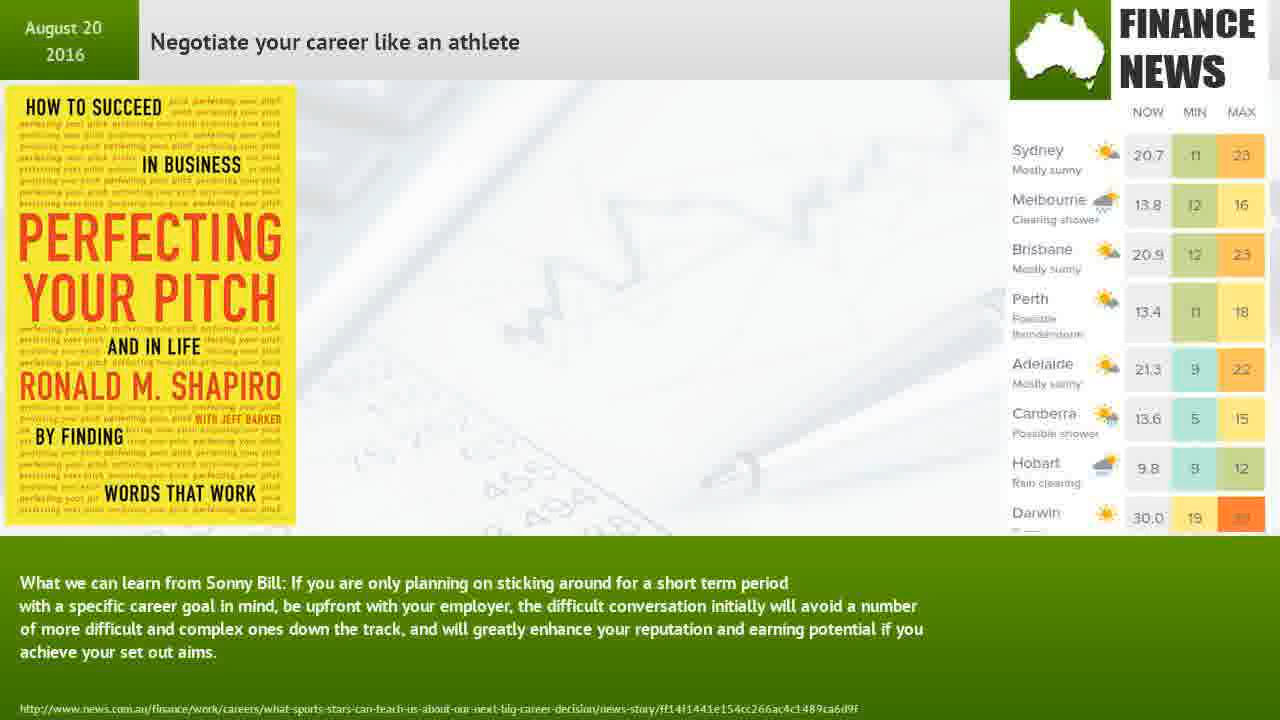 August 20
2016
Negotiate your career like an athlete
FINANCE
NEWS
HOW TO SUCCEED
IN BUSINESS
PERFECTING
YOUR PITCH
AND IN LIFE
RONALD M. SHAPIRO
WITH JEFF BARKER
BY FINDING
WORDS THAT WORK
NOW MIN MAX
Sydney 20.7 11 23
Mostly sunny
Melbourne 13.8 12 16
Clearing shower
Brisbane 20.9 12 23
Mostly sunny
Perth 13.4 11 18
Possible
thunderstorm
Adelaide 21.3 9 22
Mostly sunny
Canberra 13.6 5 15
Possible shower
Hobart 9.8 9 12
Rain clearing
Darwin 30.0 19
What we can learn from Sonny Bill: If you are only planning on sticking around for a short term period
with a specific career goal in mind, be upfront with your employer, the difficult conversation initially will avoid a number
of more difficult and complex ones down the track, and will greatly enhance your reputation and earning potential if you
achieve your set out aims.
http://www.news.com.au/finance/work/careers/what-sports-stars-can-teach-us-about-our-next-big-career-decision/news-story/ff14f1441e154cc266ac4c1489ca6d9f